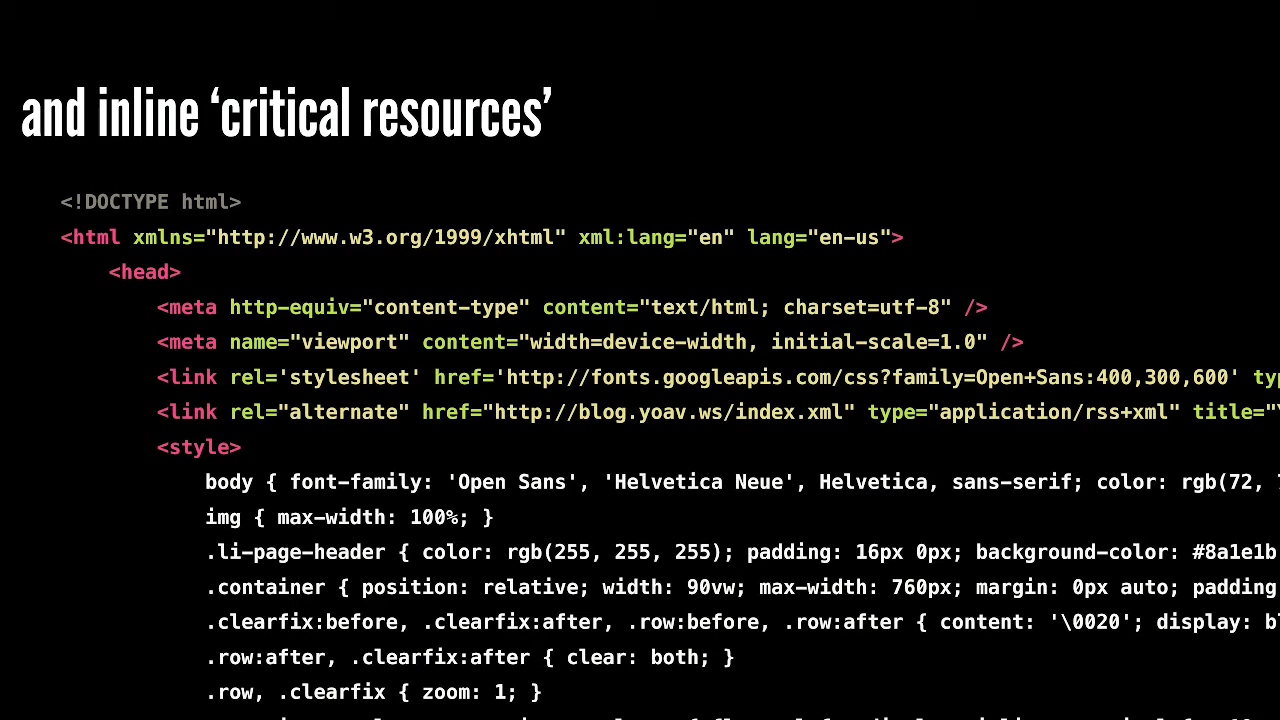 and inline ‘critical resources’
<!DOCTYPE html>
<html xmlns="http://www.w3.org/1999/xhtml" xml:lang="en" lang="en-us">
<head>
<meta http-equiv="content-type" content="text/html; charset=utf-8" />
<meta name="viewport" content="width=device-width, initial-scale=1.0" />
<link rel='stylesheet' href='http://fonts.googleapis.com/css?family=Open+Sans:400,300,600' typ
<link rel="alternate" href="http://blog.yoav.ws/index.xml" type="application/rss+xml" title="
<style>
body { font-family: 'Open Sans', 'Helvetica Neue', Helvetica, sans-serif; color: rgb(72,
img { max-width: 100%; }
.li-page-header { color: rgb(255, 255, 255); padding: 16px 0px; background-color: #8a1e1b
.container { position: relative; width: 90vw; max-width: 760px; margin: 0px auto; padding
.clearfix:before, .clearfix:after, .row:before, .row:after { content: '\0020'; display: bl
.row:after, .clearfix:after { clear: both; }
.row, .clearfix { zoom: 1; }